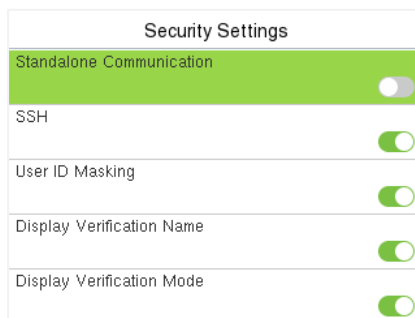 Security Settings
Standalone Communication
SSH
User ID Masking
Display Verification Name
Display Verification Mode